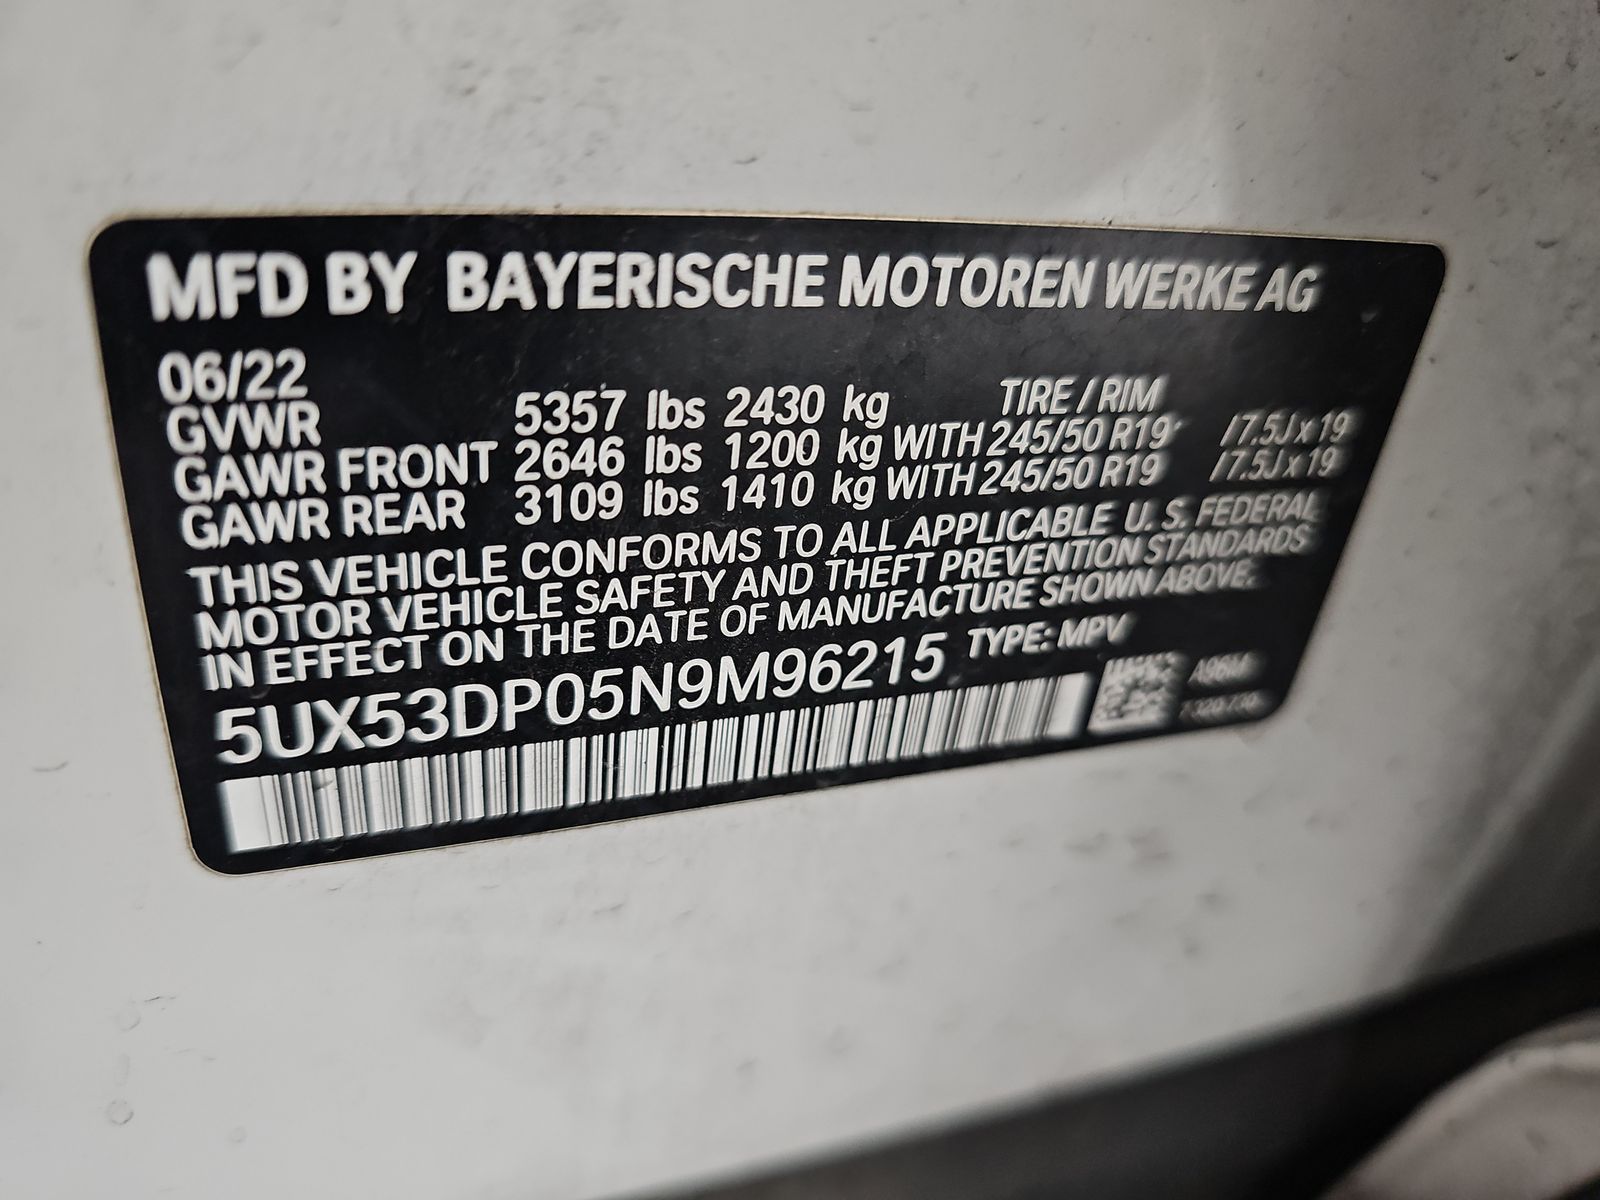 MFD BY BAYERISCHE MOTOREN WERKE AG
06/22 TIRE / RIM
GVWR 5357 lbs 2430 kg
GAWR FRONT 2646 lbs 1200 kg WITH 245/50 R19 / 7.5J x 19
GAWR REAR 3109 lbs 1410 kg WITH 245/50 R19 / 7.5J x 19
THIS VEHICLE CONFORMS TO ALL APPLICABLE U. S. FEDERAL
MOTOR VEHICLE SAFETY AND THEFT PREVENTION STANDARDS
IN EFFECT ON THE DATE OF MANUFACTURE SHOWN ABOVE.
5UX53DP05N9M96215 TYPE: MPV